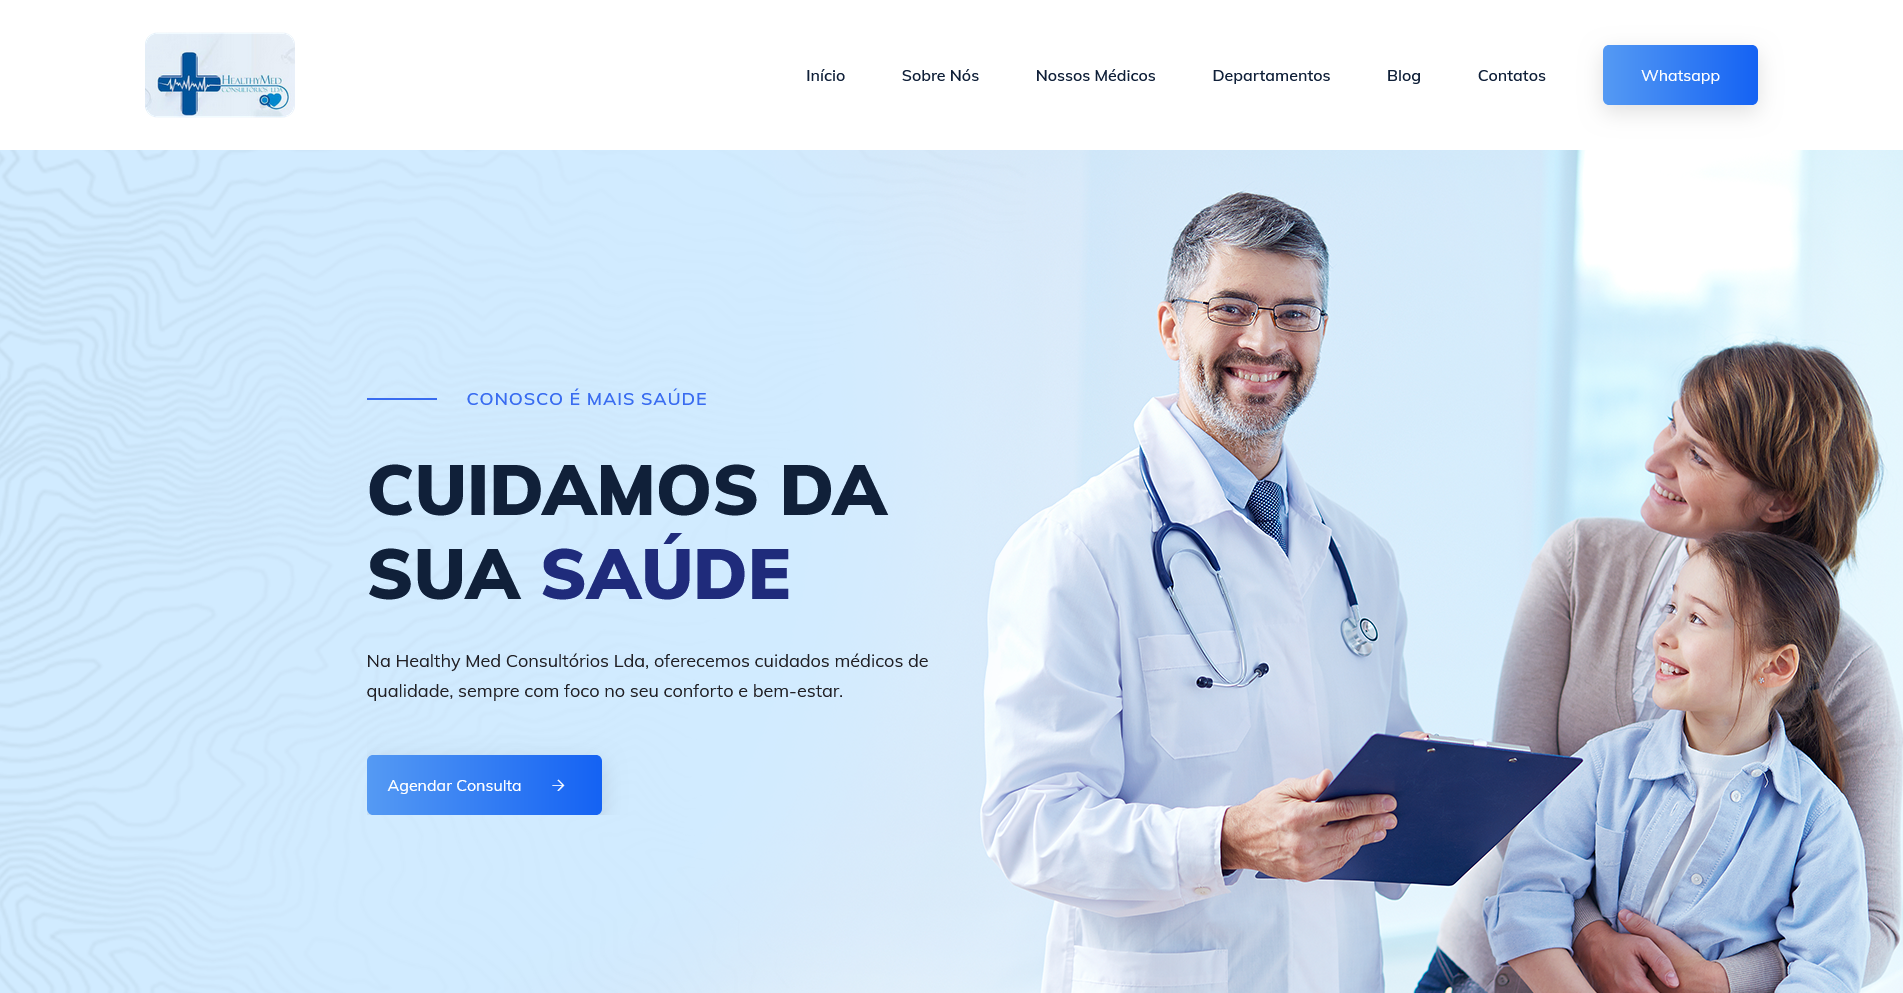 HealthyMed
Consultórios Lda
Início
Sobre Nós
Nossos Médicos
Departamentos
Blog
Contatos
Whatsapp
CONOSCO É MAIS SAÚDE
CUIDAMOS DA
SUA SAÚDE
Na Healthy Med Consultórios Lda, oferecemos cuidados médicos de
qualidade, sempre com foco no seu conforto e bem-estar.
Agendar Consulta